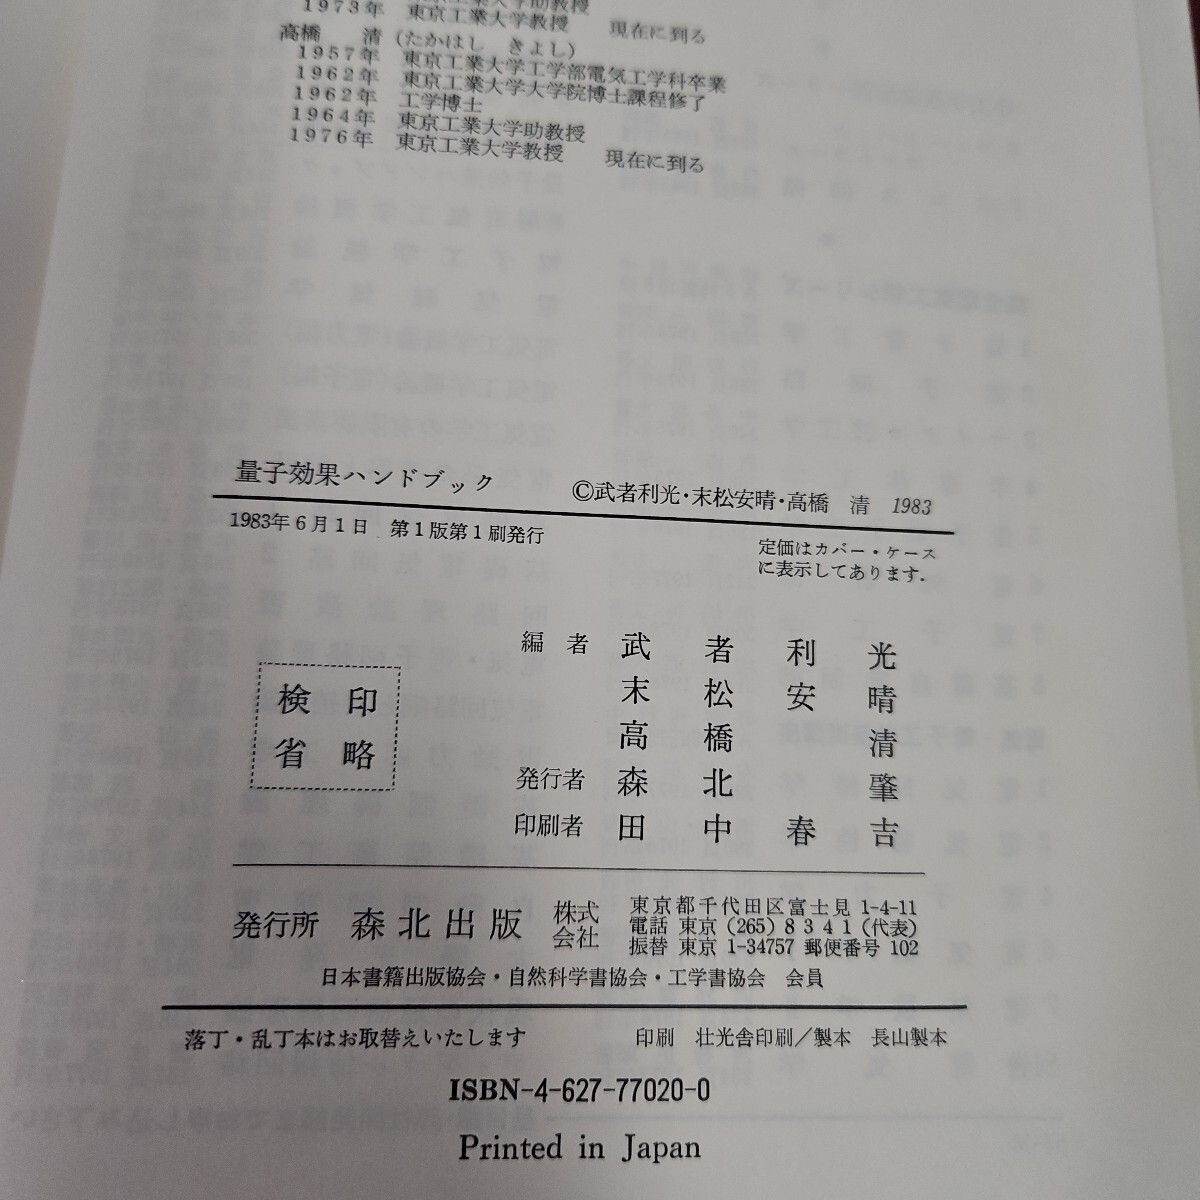 東京工業大学助教授
1973年 東京工業大学教授 現在に到る
高橋 清(たかはし きよし)
1957年 東京工業大学工学部電気工学科卒業
1962年 東京工業大学大学院博士課程修了
1962年 工学博士
1964年 東京工業大学助教授
1976年 東京工業大学教授 現在に到る
量子効果ハンドブック ©武者利光・末松安晴・高橋 清 1983
1983年6月1日 第1版第1刷発行
定価はカバー・ケース
に表示してあります.
編者 武者利光
末松安晴
高橋清
検印
省略
発行者 森北肇
印刷者 田中春吉
発行所 森北出版 株式会社
東京都千代田区富士見 1-4-11
電話 東京 (265) 8341 (代表)
振替 東京 1-34757 郵便番号 102
日本書籍出版協会・自然科学書協会・工学書協会 会員
落丁・乱丁本はお取替えいたします 印刷 壮光舎印刷/製本 長山製本
ISBN-4-627-77020-0
Printed in Japan